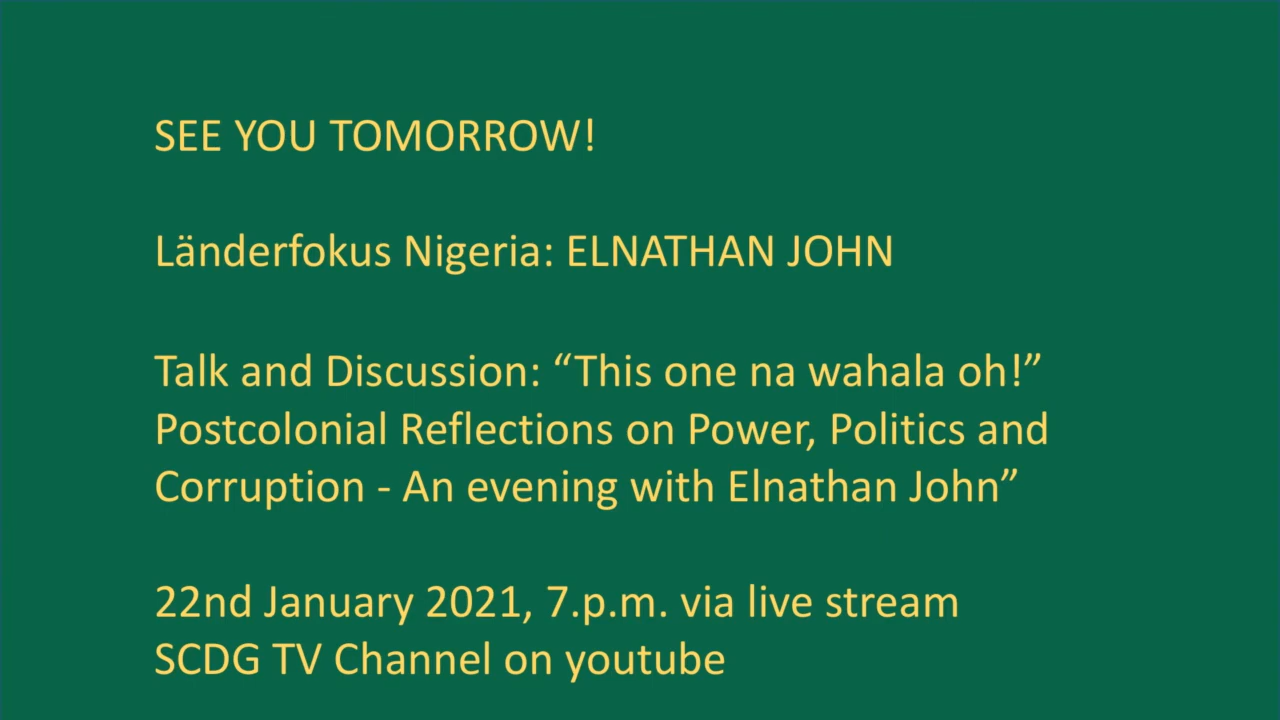 SEE YOU TOMORROW!
Länderfokus Nigeria: ELNATHAN JOHN
Talk and Discussion: “This one na wahala oh!”
Postcolonial Reflections on Power, Politics and
Corruption - An evening with Elnathan John”
22nd January 2021, 7.p.m. via live stream
SCDG TV Channel on youtube